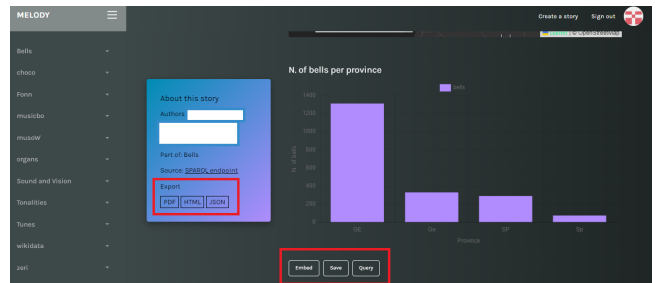 MELODY
Create a story
Sign out
Bells
choco
Fonn
musicbo
musoW
organs
Sound and Vision
Tonalities
Tunes
wikidata
zeri
About this story
Authors
Part of: Bells
Source: SPARQL endpoint
Export
PDF HTML JSON
© OpenStreetMap
N. of bells per province
bells
1400
1200
1000
800
600
400
200
0
N. of bells
GE Ge SP Sp
Province
Embed Save Query